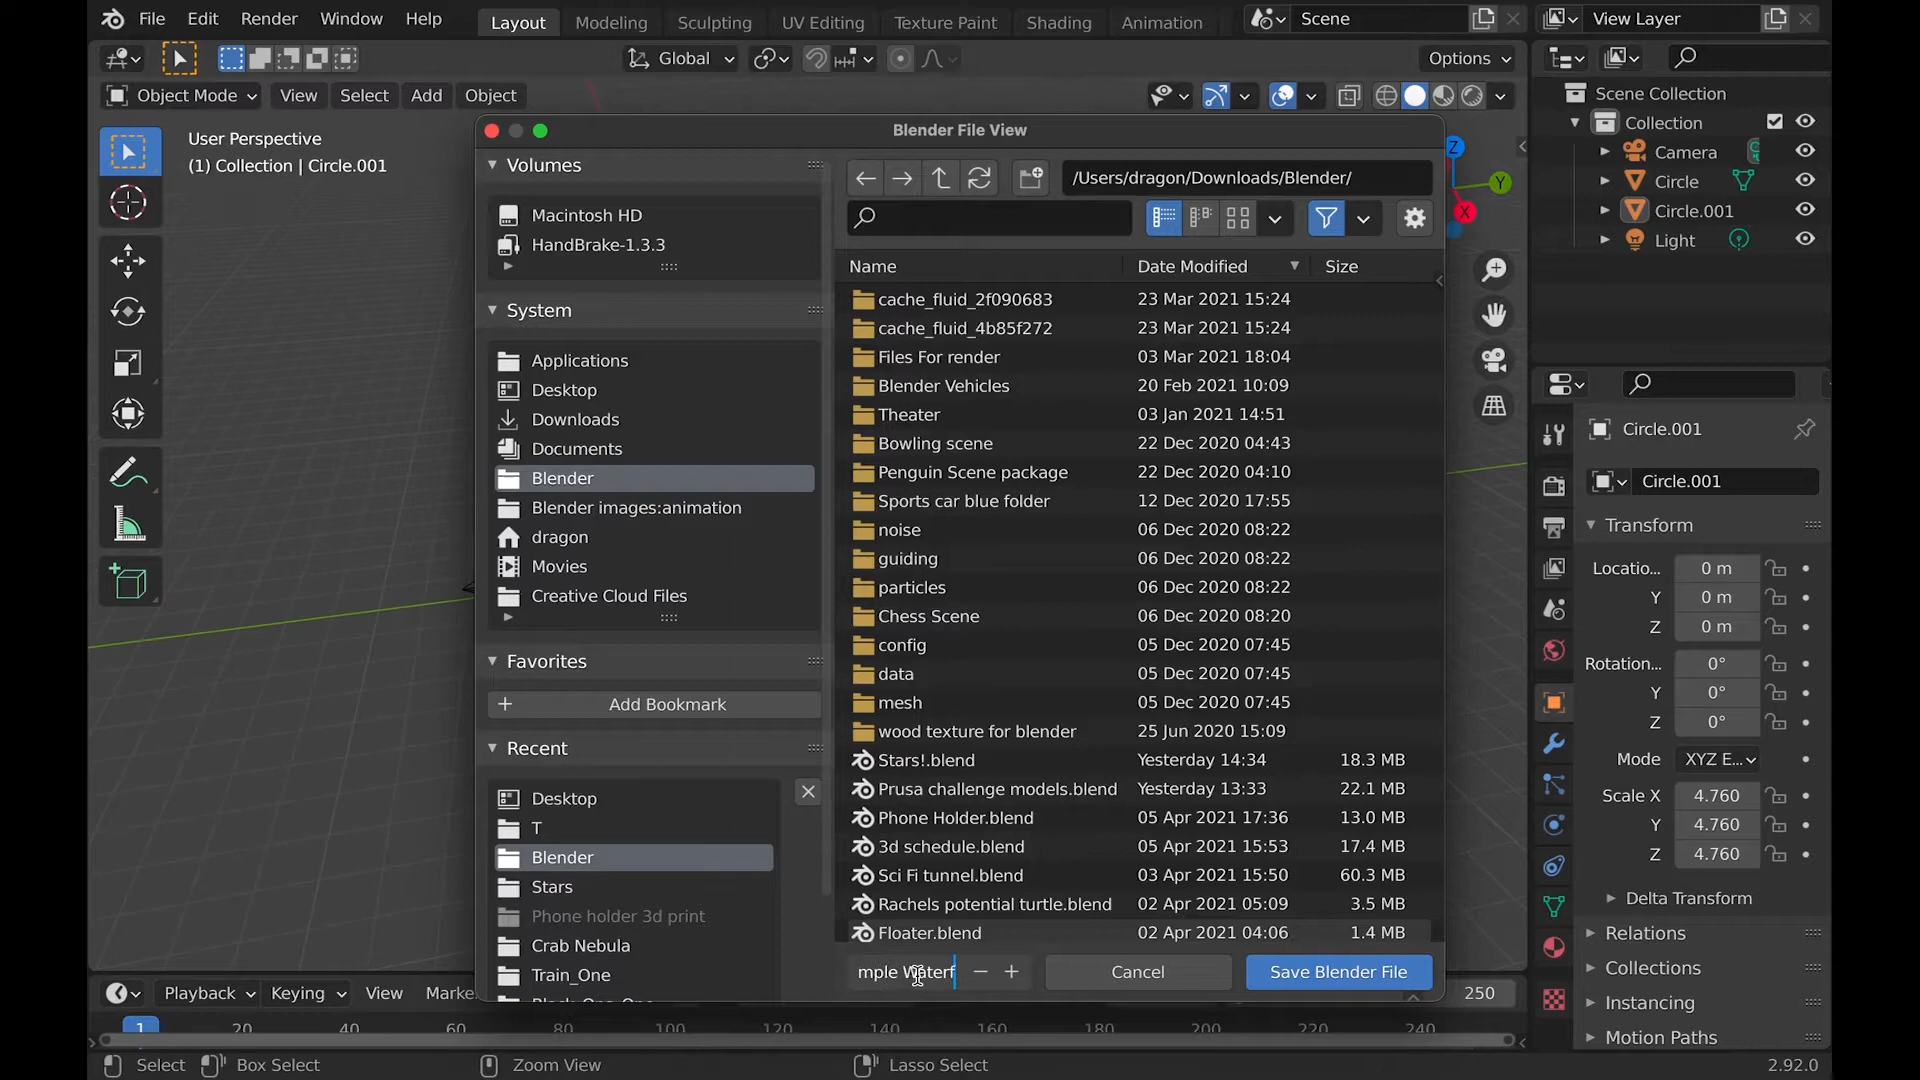 File Edit Render Window Help Layout Modeling Sculpting UV Editing Texture Paint Shading Animation Scene View Layer
Global Options
Object Mode View Select Add Object
User Perspective
(1) Collection | Circle.001
Blender File View
Volumes
Macintosh HD
HandBrake-1.3.3
System
Applications
Desktop
Downloads
Documents
Blender
Blender images:animation
dragon
Movies
Creative Cloud Files
Favorites
Add Bookmark
Recent
Desktop
T
Blender
Stars
Phone holder 3d print
Crab Nebula
Train_One
/Users/dragon/Downloads/Blender/
Name Date Modified Size
cache_fluid_2f090683 23 Mar 2021 15:24
cache_fluid_4b85f272 23 Mar 2021 15:24
Files For render 03 Mar 2021 18:04
Blender Vehicles 20 Feb 2021 10:09
Theater 03 Jan 2021 14:51
Bowling scene 22 Dec 2020 04:43
Penguin Scene package 22 Dec 2020 04:10
Sports car blue folder 12 Dec 2020 17:55
noise 06 Dec 2020 08:22
guiding 06 Dec 2020 08:22
particles 06 Dec 2020 08:22
Chess Scene 06 Dec 2020 08:20
config 05 Dec 2020 07:45
data 05 Dec 2020 07:45
mesh 05 Dec 2020 07:45
wood texture for blender 25 Jun 2020 15:09
Stars!.blend Yesterday 14:34 18.3 MB
Prusa challenge models.blend Yesterday 13:33 22.1 MB
Phone Holder.blend 05 Apr 2021 17:36 13.0 MB
3d schedule.blend 05 Apr 2021 15:53 17.4 MB
Sci Fi tunnel.blend 03 Apr 2021 15:50 60.3 MB
Rachels potential turtle.blend 02 Apr 2021 05:09 3.5 MB
Floater.blend 02 Apr 2021 04:06 1.4 MB
mple Waterf − + Cancel Save Blender File
Z
Y
X
Scene Collection
Collection
Camera
Circle
Circle.001
Light
Circle.001
Circle.001
Transform
Locatio... 0 m
Y 0 m
Z 0 m
Rotation... 0°
Y 0°
Z 0°
Mode XYZ E...
Scale X 4.760
Y 4.760
Z 4.760
Delta Transform
Relations
Collections
Instancing
Motion Paths
Playback Keying View Marke 250
1 20 40 60 80 100 120 140 160 180 200 220 240
Select Box Select Zoom View Lasso Select 2.92.0